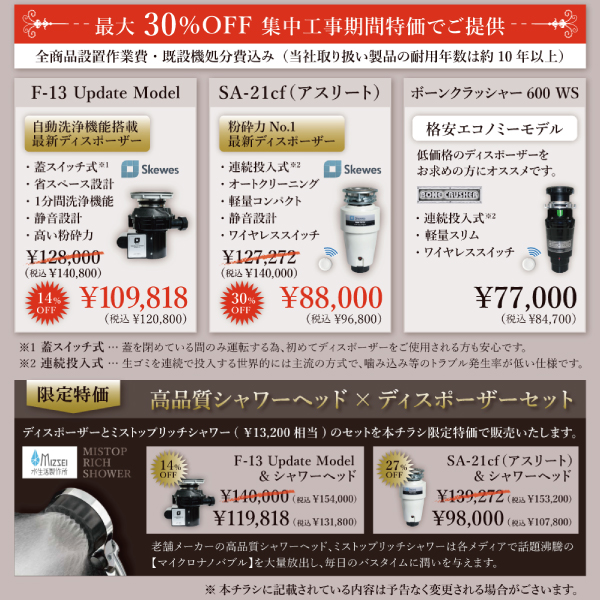 最大 30%OFF 集中工事期間特価でご提供
全商品設置作業費・既設機処分費込み（当社取り扱い製品の耐用年数は約10年以上）
F-13 Update Model
自動洗浄機能搭載
最新ディスポーザー
・蓋スイッチ式※1
Skewes
・省スペース設計
・1分間洗浄機能
・静音設計
・高い粉砕力
¥128,000
（税込 ¥140,800）
14%
OFF
¥109,818
（税込 ¥120,800）
SA-21cf（アスリート）
粉砕力 No.1
最新ディスポーザー
・連続投入式※2
Skewes
・オートクリーニング
・軽量コンパクト
・静音設計
・ワイヤレススイッチ
¥127,272
（税込 ¥140,000）
30%
OFF
¥88,000
（税込 ¥96,800）
ボーンクラッシャー 600 WS
格安エコノミーモデル
低価格のディスポーザーを
お求めの方にオススメです。
BONECRUSHER
・連続投入式※2
・軽量スリム
・ワイヤレススイッチ
¥77,000
（税込 ¥84,700）
※1 蓋スイッチ式 … 蓋を閉めている間のみ運転する為、初めてディスポーザーをご使用される方も安心です。
※2 連続投入式 … 生ゴミを連続で投入する世界的には主流の方式で、噛み込み等のトラブル発生率が低い仕様です。
限定特価
高品質シャワーヘッド × ディスポーザーセット
ディスポーザーとミストップリッチシャワー（ ¥13,200 相当 ）のセットを本チラシ限定特価で販売いたします。
MIZSEI
水生活製作所
MISTOP
RICH
SHOWER
14%
OFF
F-13 Update Model
& シャワーヘッド
¥140,000（税込 ¥154,000）
¥119,818（税込 ¥131,800）
27%
OFF
SA-21cf（アスリート）
& シャワーヘッド
¥139,272（税込 ¥153,200）
¥98,000（税込 ¥107,800）
老舗メーカーの高品質シャワーヘッド、ミストップリッチシャワーは各メディアで話題沸騰の
【マイクロナノバブル】を大量放出し、毎日のバスタイムに潤いを与えます。
※ 本チラシに記載されている内容は予告なく変更される場合がございます。